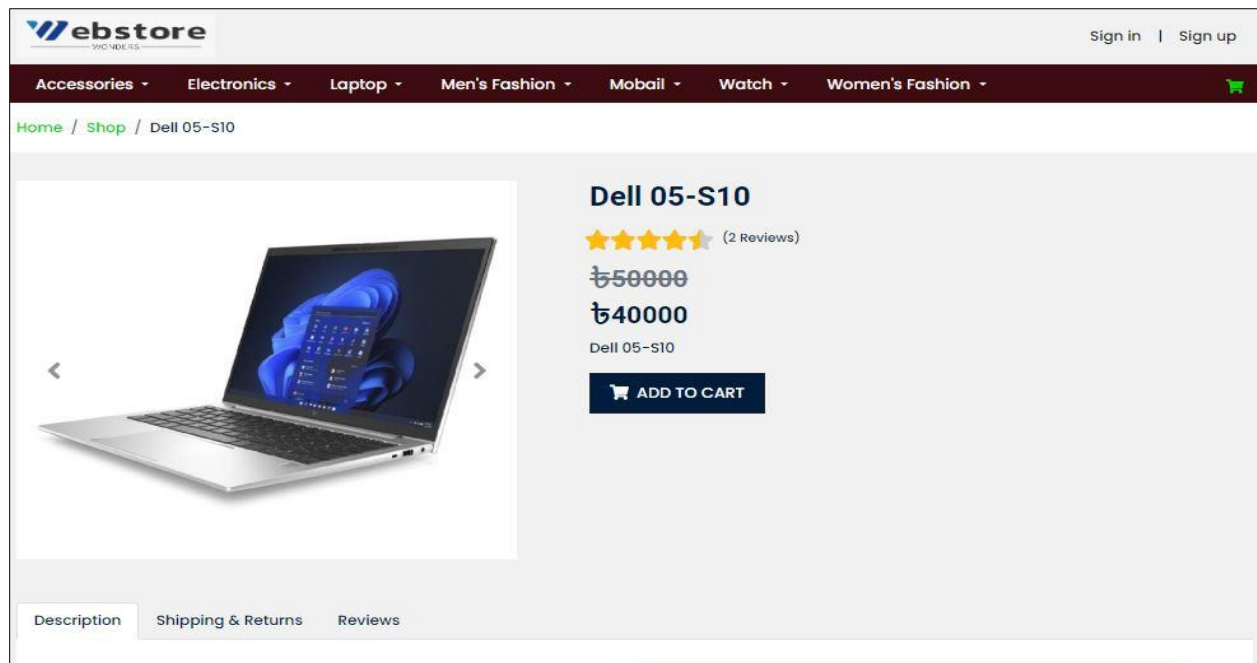 Webstore
WONDERS
Sign in | Sign up
Accessories Electronics Laptop Men's Fashion Mobail Watch Women's Fashion
Home / Shop / Dell 05-S10
Dell 05-S10
(2 Reviews)
৳50000
৳40000
Dell 05-S10
ADD TO CART
Description Shipping & Returns Reviews